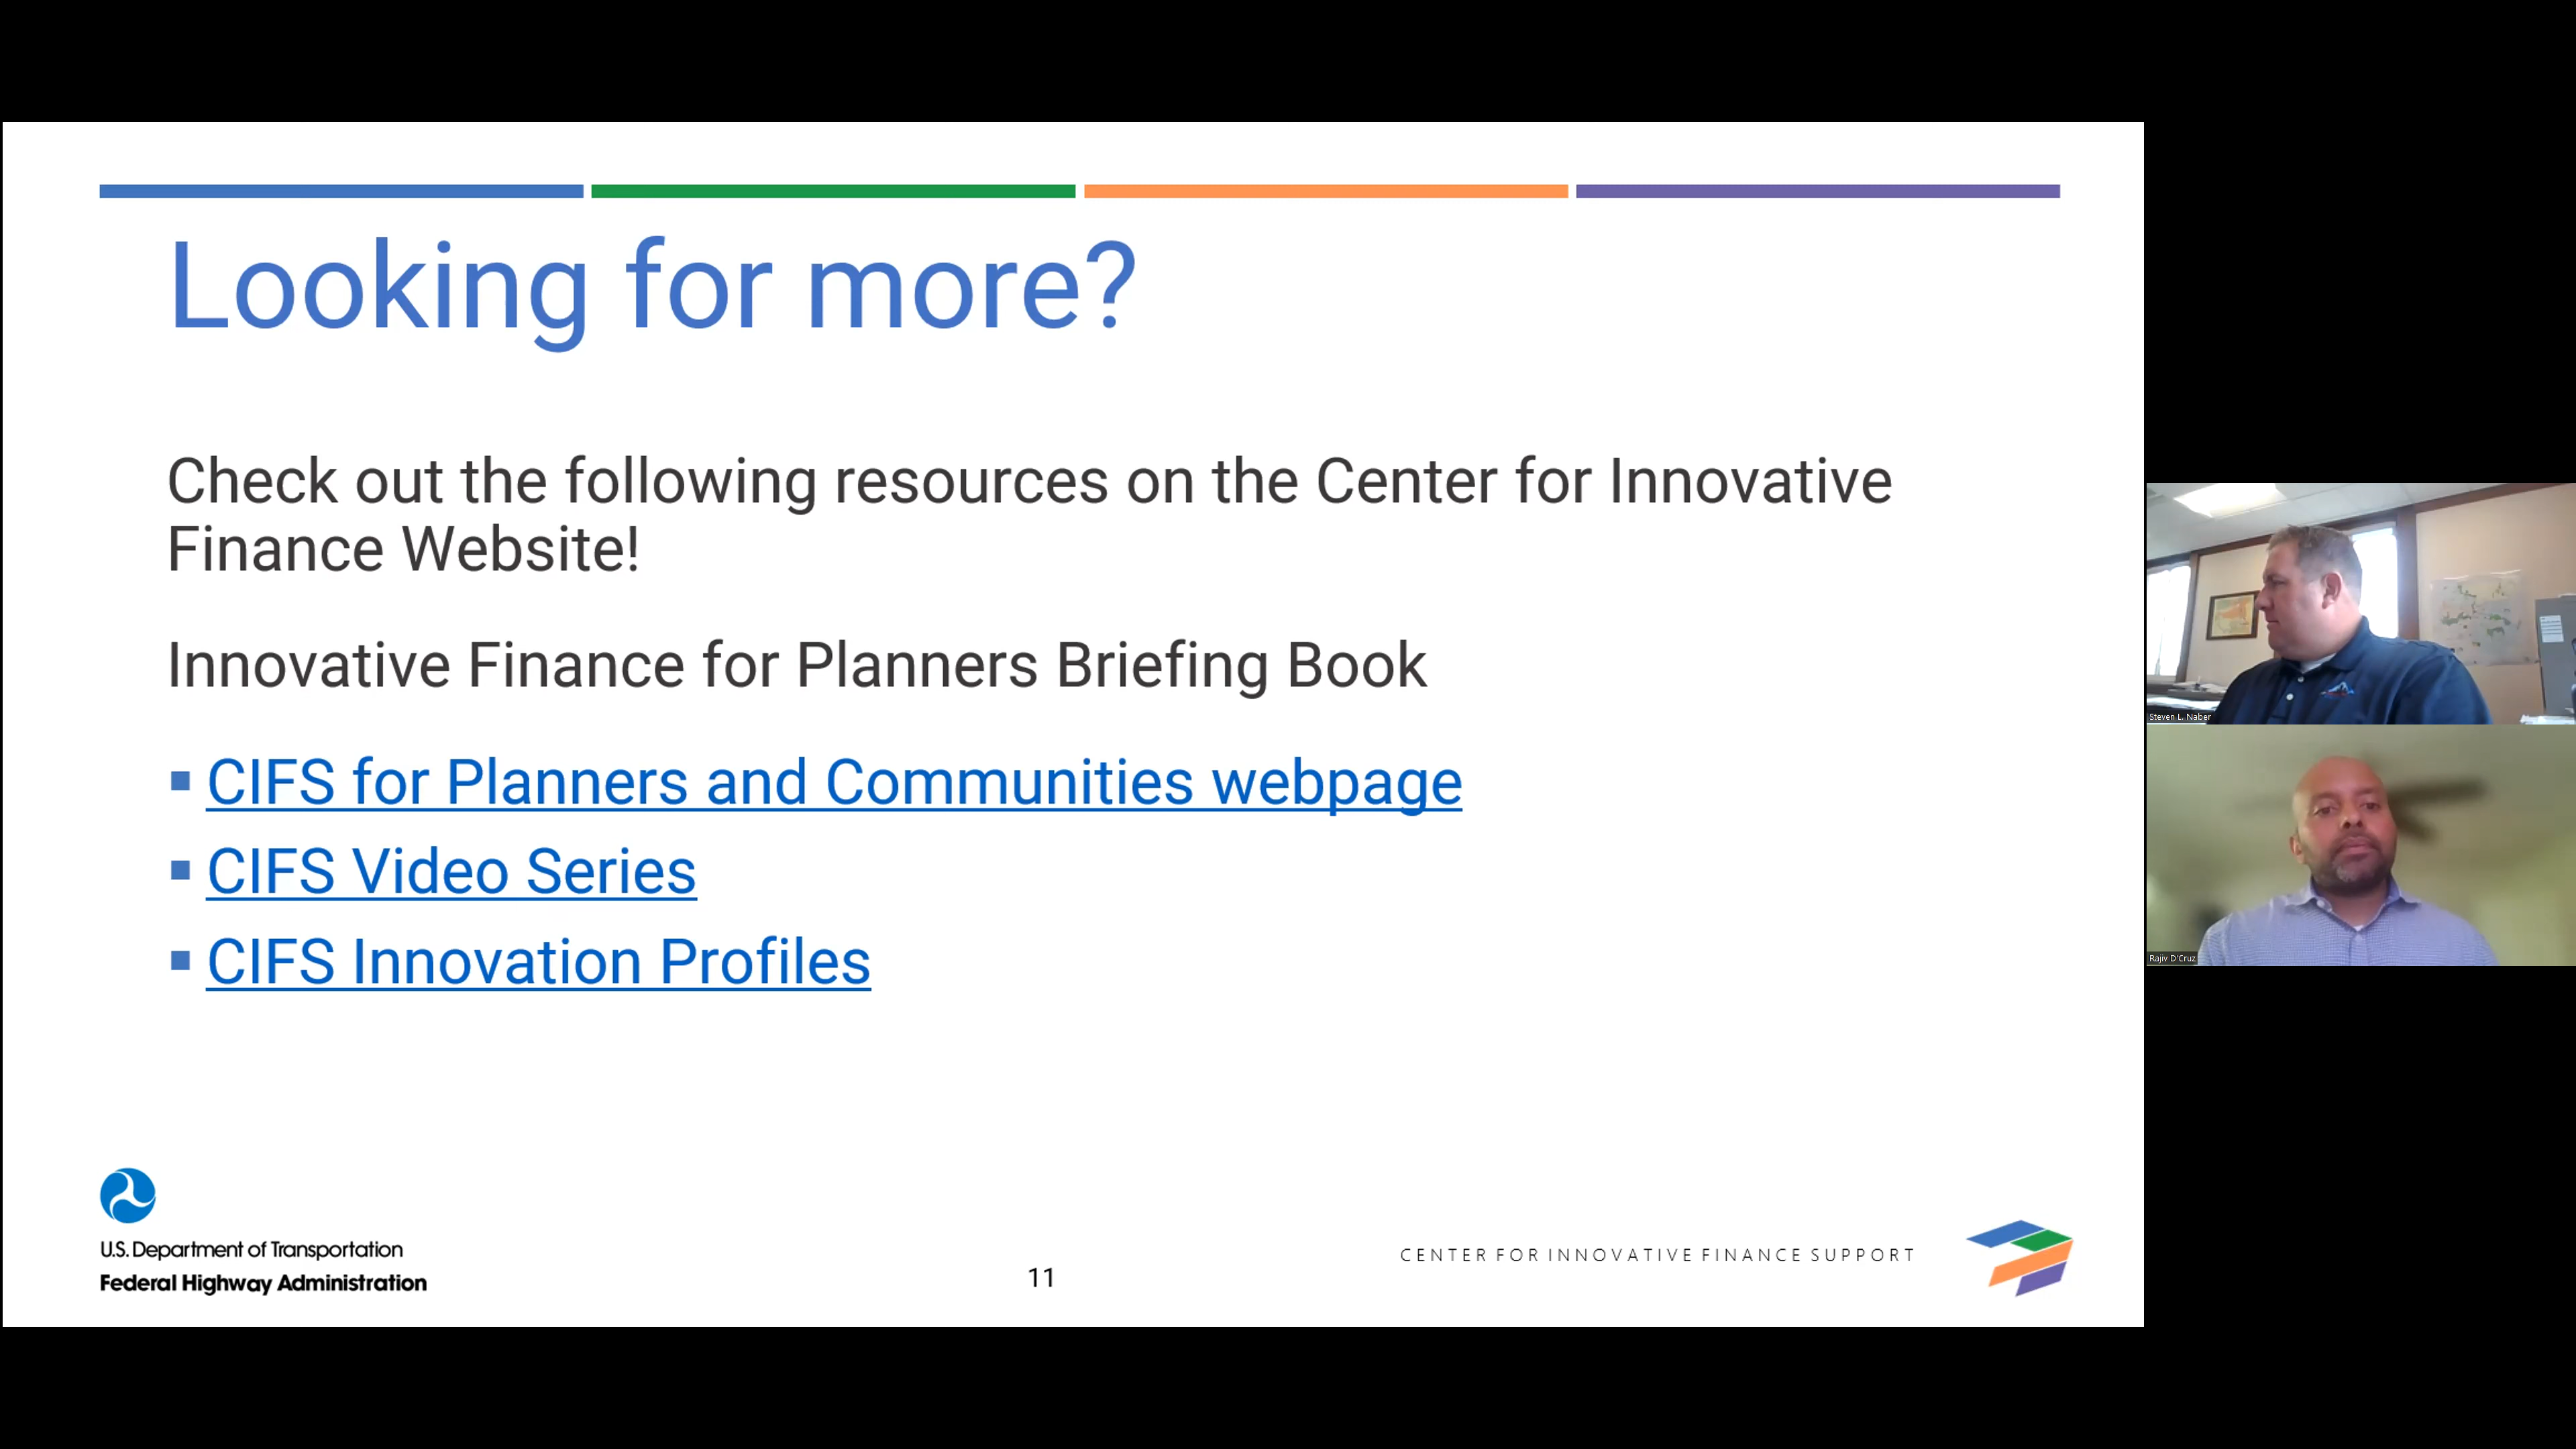 Looking for more?
Check out the following resources on the Center for Innovative
Finance Website!
Innovative Finance for Planners Briefing Book
CIFS for Planners and Communities webpage
CIFS Video Series
CIFS Innovation Profiles
U.S. Department of Transportation
Federal Highway Administration
11
CENTER FOR INNOVATIVE FINANCE SUPPORT
Steven L. Naber
Rajiv D'Cruz